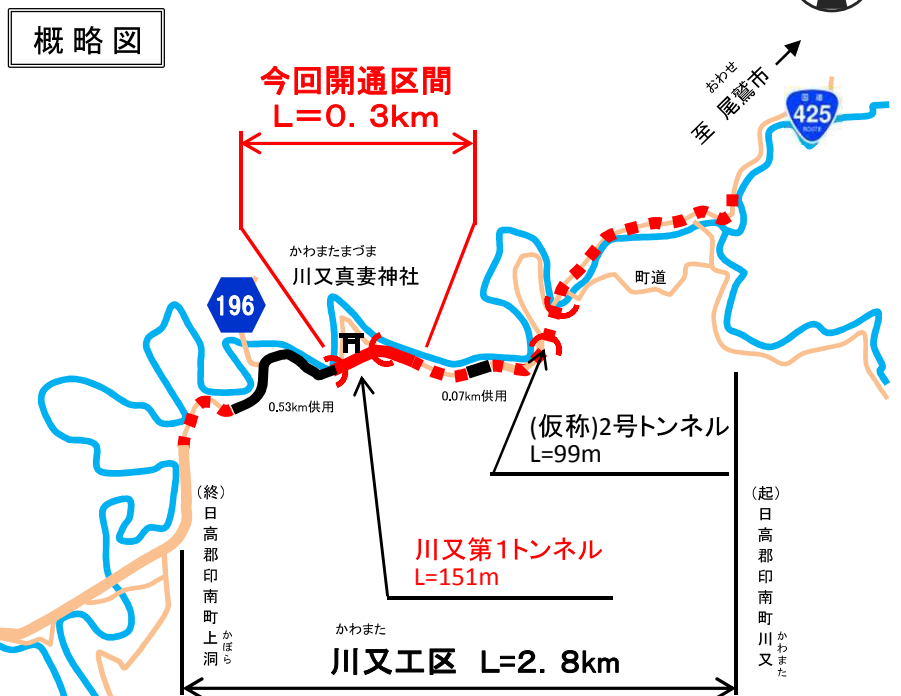 概略図
今回開通区間
L=0.3km
おわせ
至 尾鷲市
国道
425
ROUTE
かわまたまづま
川又真妻神社
196
町道
0.53km供用
0.07km供用
(仮称)2号トンネル
L=99m
川又第1トンネル
L=151m
(終)日高郡印南町上洞
かぼら
(起)日高郡印南町川又
かわまた
かわまた
川又工区 L=2.8km